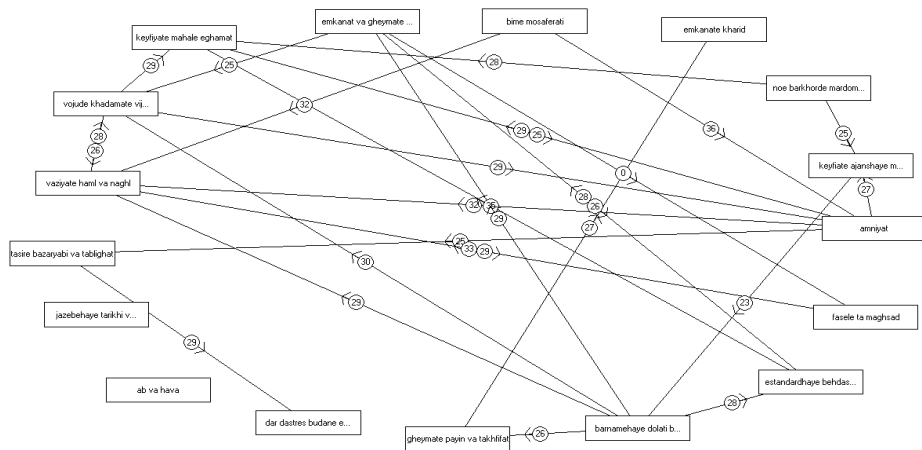 emkanat va gheymate ...
bime mosaferati
emkanate kharid
keyfiyate mahale eghamat
29
25
28
noe barkhorde mardom...
vojude khadamate vij...
32
28
29
25
36
25
26
keyfiate ajanshaye m...
29
0
vaziyate haml va naghl
27
28
32
35
26
29
27
amniyat
tasire bazaryabi va tablighat
25
33
29
30
jazebehaye tarikhi v...
29
23
fasele ta maghsad
29
ab va hava
estandardhaye behdas...
28
dar dastres budane e...
gheymate payin va takhfifat
26
barnamehaye dolati b...